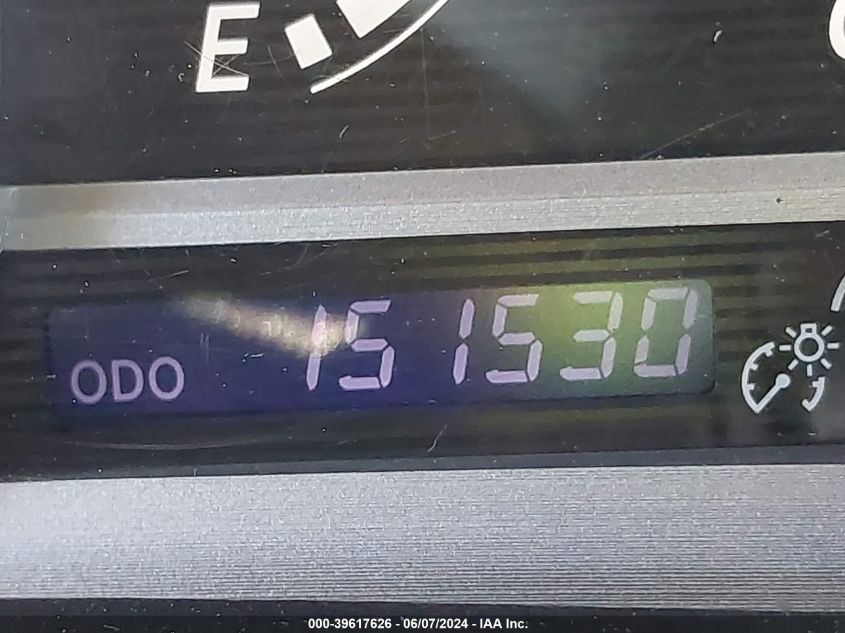 E
ODO 151530
000-39617626 - 06/07/2024 - IAA Inc.